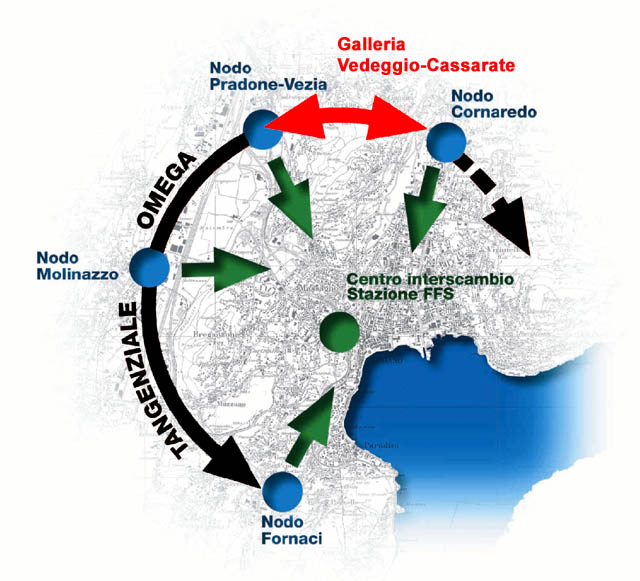 Galleria
Vedeggio-Cassarate
Nodo
Pradone-Vezia
Nodo
Cornaredo
OMEGA
Nodo
Molinazzo
Centro interscambio
Stazione FFS
TANGENZIALE
Nodo
Fornaci